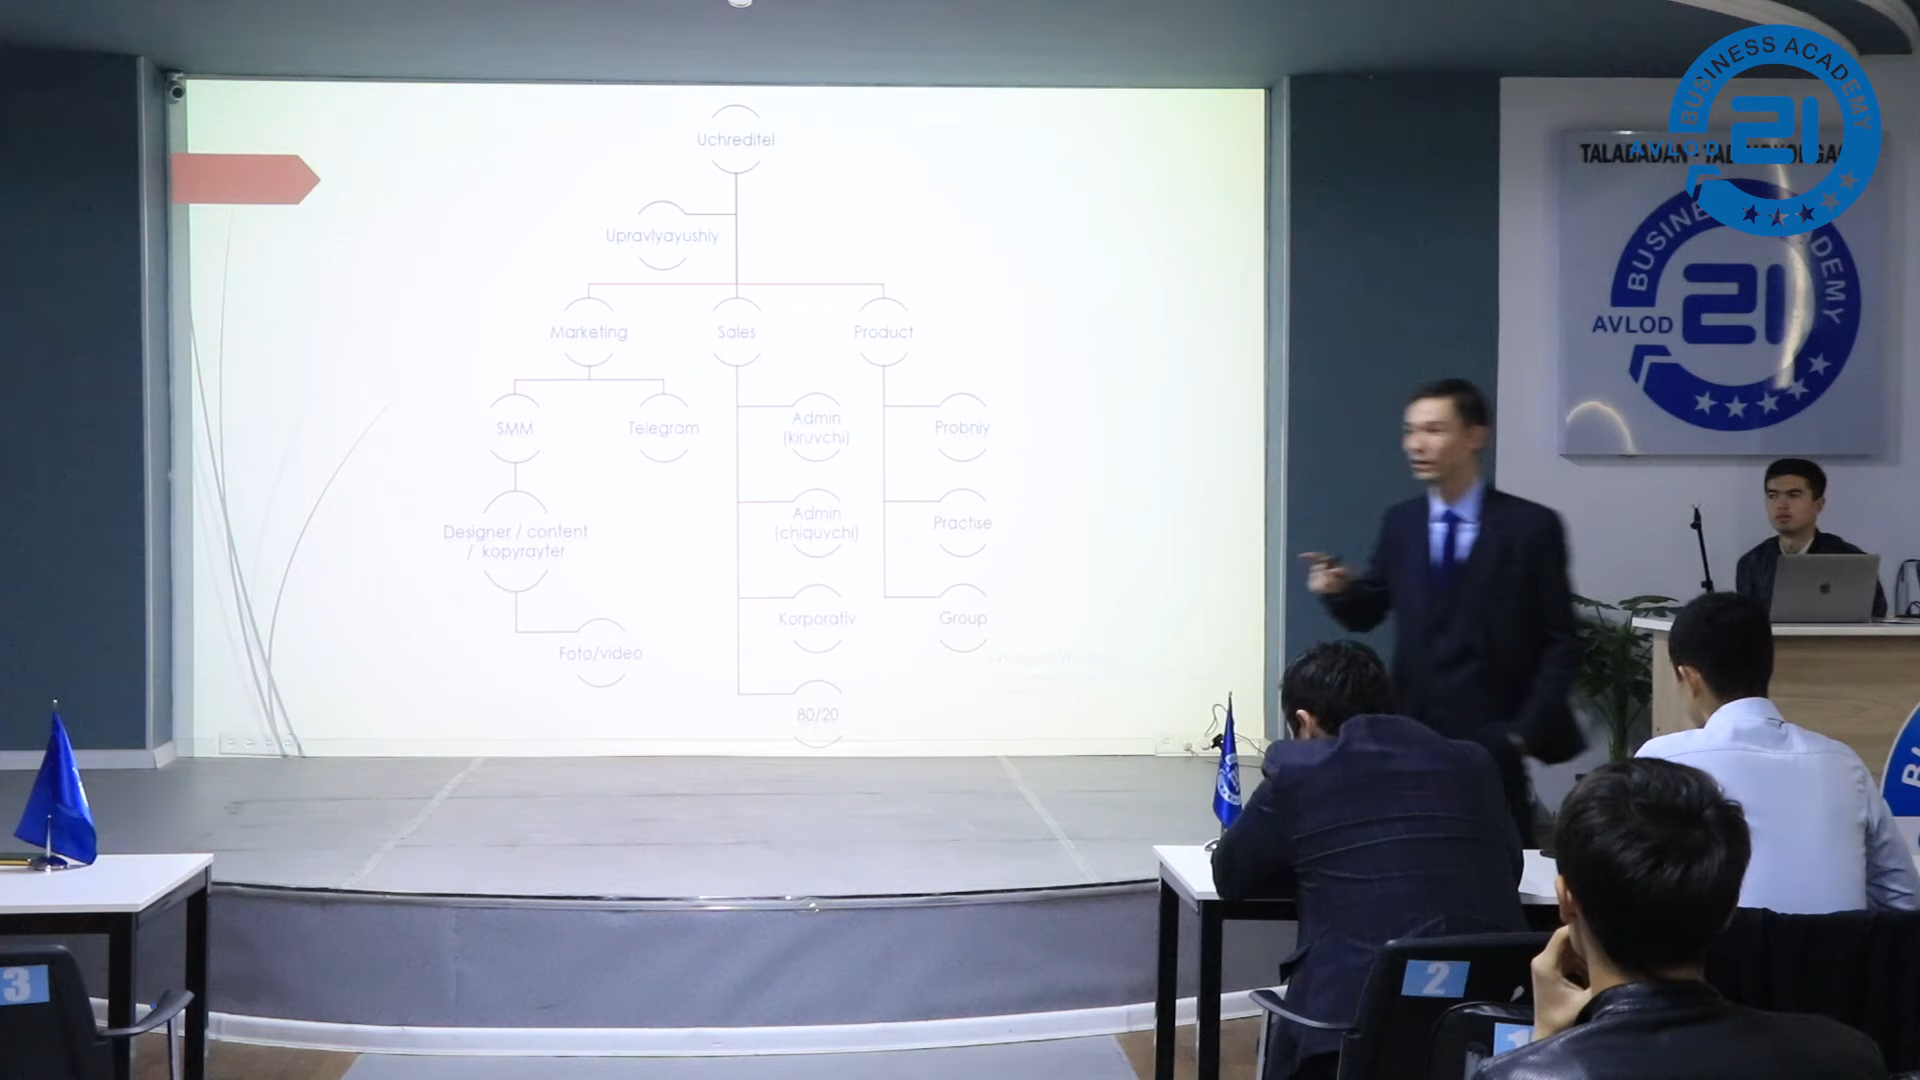 Uchreditel
Upravlyayushiy
Marketing
Sales
Product
SMM
Telegram
Admin
(kiruvchi)
Probniy
Designer / content
/ kopyrayter
Admin
(chiquvchi)
Practise
Foto/video
Korporativ
Group
80/20
BUSINESS ACADEMY
AVLOD 21
BUSINESS ACADEMY
AVLOD 21
3
2